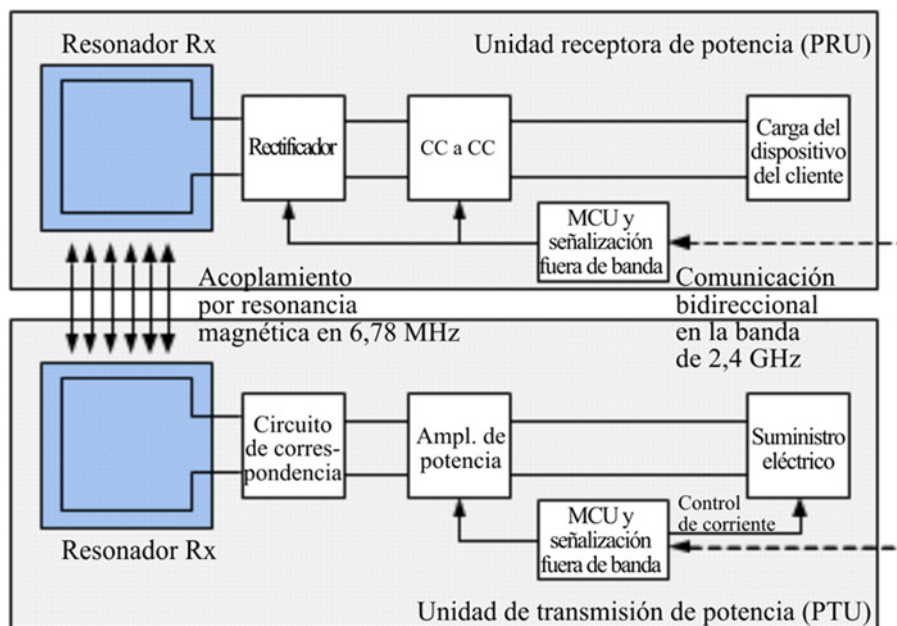 Resonador Rx
Unidad receptora de potencia (PRU)
Rectificador
CC a CC
Carga del
dispositivo
del cliente
MCU y
señalización
fuera de banda
Acoplamiento
por resonancia
magnética en 6,78 MHz
Comunicación
bidireccional
en la banda
de 2,4 GHz
Circuito
de corres-
pondencia
Ampl. de
potencia
Suministro
eléctrico
MCU y
señalización
fuera de banda
Control
de corriente
Resonador Rx
Unidad de transmisión de potencia (PTU)